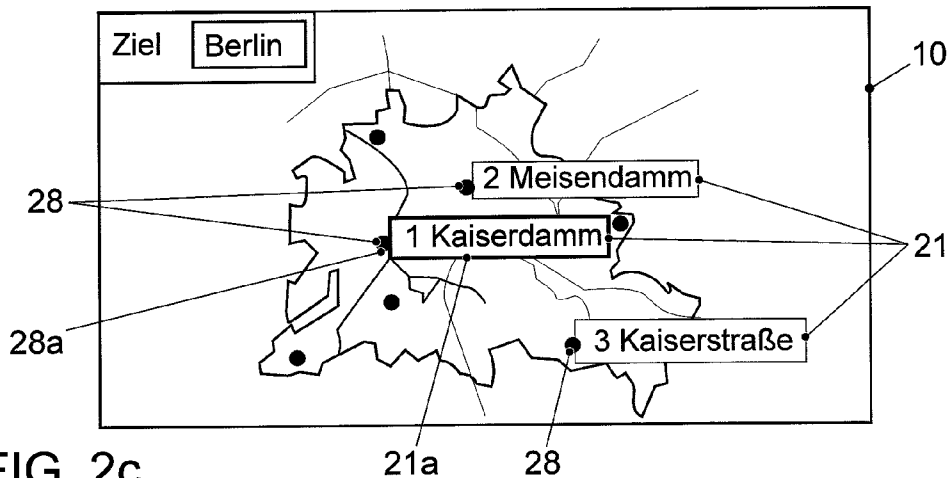 Ziel Berlin
10
2 Meisendamm
28
1 Kaiserdamm
21
28a
3 Kaiserstraße
FIG. 2c
21a
28